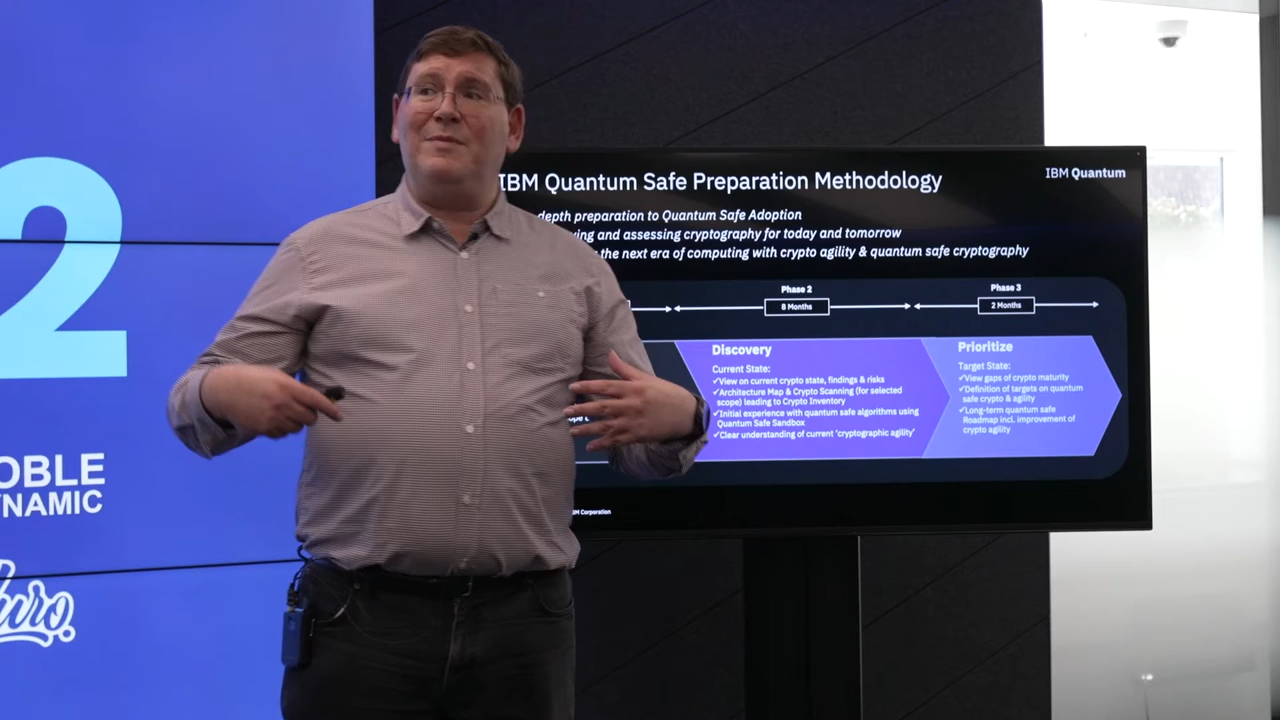 2
OBLE
YNAMIC
IBM Quantum Safe Preparation Methodology
IBM Quantum
depth preparation to Quantum Safe Adoption
ying and assessing cryptography for today and tomorrow
the next era of computing with crypto agility & quantum safe cryptography
Phase 2
8 Months
Phase 3
2 Months
Discovery
Current State:
✓View on current crypto state, findings & risks
✓Architecture Map & Crypto Scanning (for selected
scope) leading to Crypto Inventory
✓Initial experience with quantum safe algorithms using
Quantum Safe Sandbox
✓Clear understanding of current ‘cryptographic agility’
Prioritize
Target State:
✓View gaps of crypto maturity
✓Definition of targets on quantum
safe crypto & agility
✓Long-term quantum safe
Roadmap incl. improvement of
crypto agility
Corporation